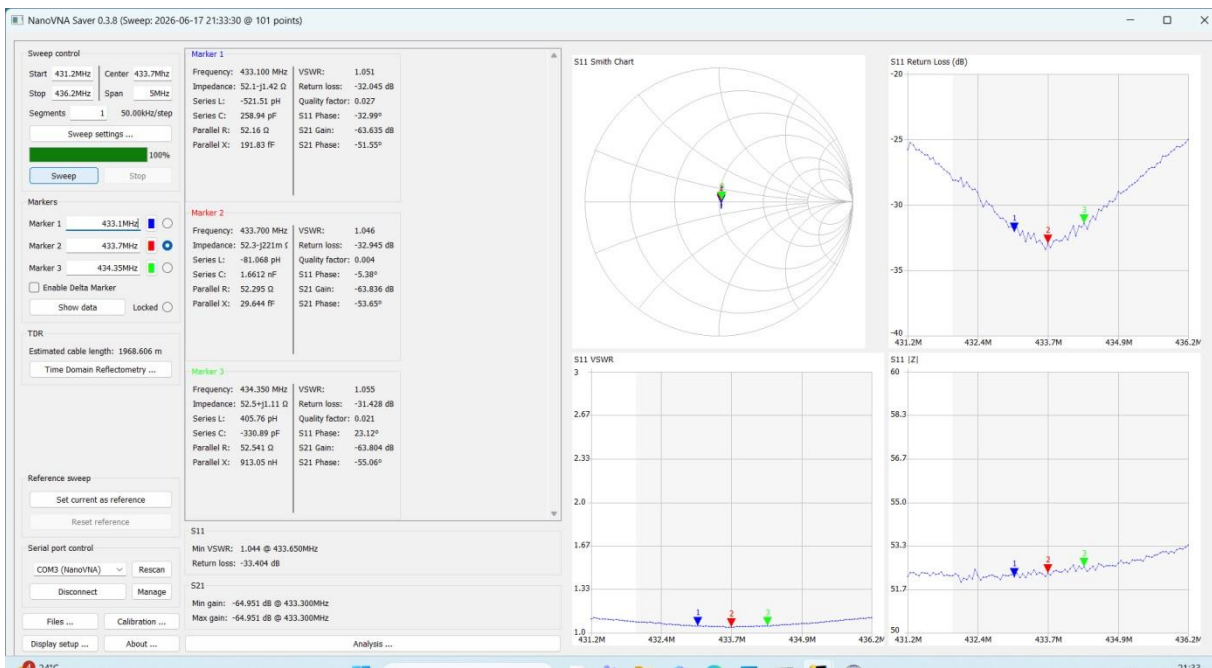 NanoVNA Saver 0.3.8 (Sweep: 2026-06-17 21:33:30 @ 101 points)
Sweep control
Start 431.2MHz Center 433.7Mhz
Stop 436.2MHz Span 5MHz
Segments 1 50.00kHz/step
Sweep settings ...
100%
Sweep Stop
Markers
Marker 1 433.1MHz
Marker 2 433.7MHz
Marker 3 434.35MHz
Enable Delta Marker
Show data Locked
TDR
Estimated cable length: 1968.606 m
Time Domain Reflectometry ...
Reference sweep
Set current as reference
Reset reference
Serial port control
COM3 (NanoVNA) Rescan
Disconnect Manage
Files ... Calibration ...
Display setup ... About ...
Marker 1
Frequency: 433.100 MHz VSWR: 1.051
Impedance: 52.1-j1.42 Ω Return loss: -32.045 dB
Series L: -521.51 pH Quality factor: 0.027
Series C: 258.94 pF S11 Phase: -32.99°
Parallel R: 52.16 Ω S21 Gain: -63.635 dB
Parallel X: 191.83 fF S21 Phase: -51.55°
Marker 2
Frequency: 433.700 MHz VSWR: 1.046
Impedance: 52.3-j221m Return loss: -32.945 dB
Series L: -81.068 pH Quality factor: 0.004
Series C: 1.6612 nF S11 Phase: -5.38°
Parallel R: 52.295 Ω S21 Gain: -63.836 dB
Parallel X: 29.644 fF S21 Phase: -53.65°
Marker 3
Frequency: 434.350 MHz VSWR: 1.055
Impedance: 52.5+j1.11 Ω Return loss: -31.428 dB
Series L: 405.76 pH Quality factor: 0.021
Series C: -330.89 pF S11 Phase: 23.12°
Parallel R: 52.541 Ω S21 Gain: -63.804 dB
Parallel X: 913.05 nH S21 Phase: -55.06°
S11
Min VSWR: 1.044 @ 433.650MHz
Return loss: -33.404 dB
S21
Min gain: -64.951 dB @ 433.300MHz
Max gain: -64.951 dB @ 433.300MHz
Analysis ...
S11 Smith Chart
S11 Return Loss (dB)
-20
-25
-30
-35
-40
1 2 3
431.2M 432.4M 433.7M 434.9M 436.2M
S11 VSWR
3
2.67
2.33
2.0
1.67
1.33
1.0
1 2 3
431.2M 432.4M 433.7M 434.9M 436.2M
S11 |Z|
60
58.3
56.7
55.0
53.3
51.7
50
1 2 3
431.2M 432.4M 433.7M 434.9M 436.2M
24°C
21:33